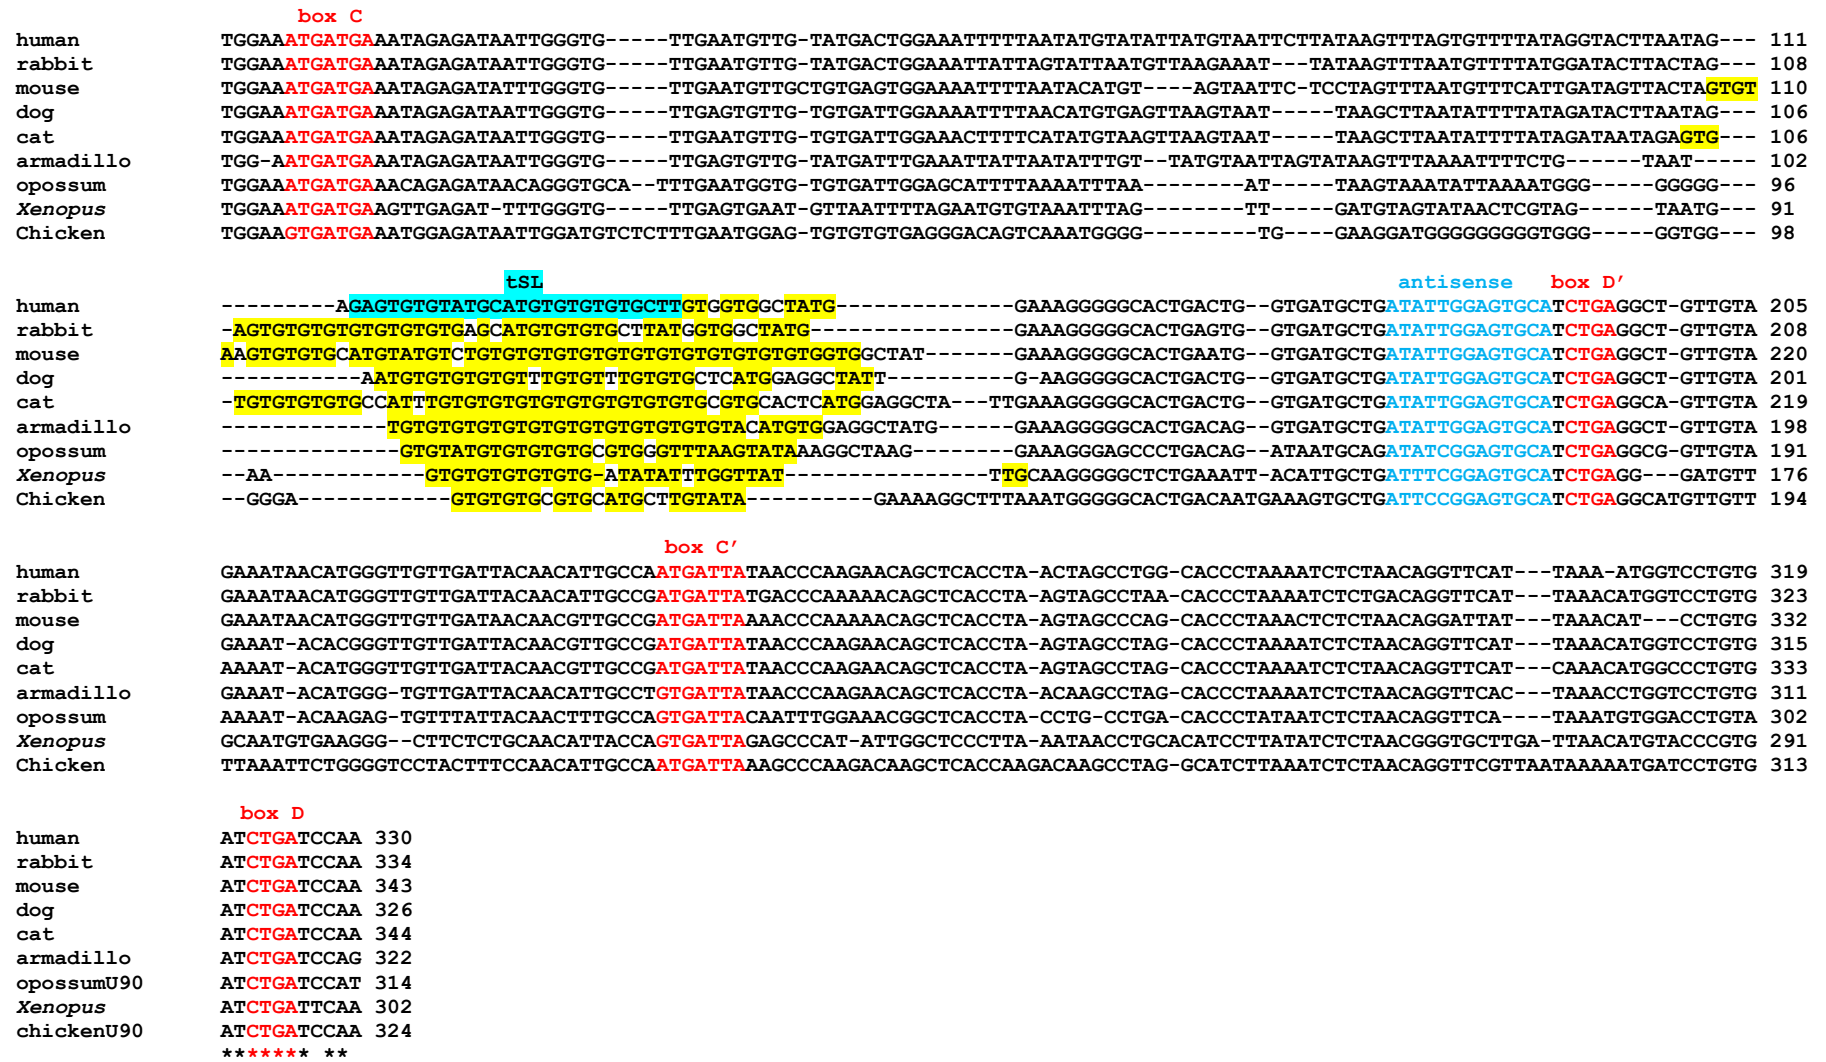 box C
human TGGAAATGATGAAATAGAGATAATTGGGTG-----TTGAATGTTG-TATGACTGGAAATTTTTAATATGTATATTATGTAATTCTTATAAGTTTAGTGTTTTATAGGTACTTAATAG--- 111
rabbit TGGAAATGATGAAATAGAGATAATTGGGTG-----TTGAATGTTG-TATGACTGGAAATTATTAGTATTAATGTTAAGAAAT---TATAAGTTTAATGTTTTATGGATACTTACTAG--- 108
mouse TGGAAATGATGAAATAGAGATATTTGGGTG-----TTGAATGTTGCTGTGAGTGGAAAATTTTAATACATGT----AGTAATTC-TCCTAGTTTAATGTTTCATTGATAGTTACTAGTGT 110
dog TGGAAATGATGAAATAGAGATAATTGGGTG-----TTGAGTGTTG-TGTGATTGGAAAATTTTAACATGTGAGTTAAGTAAT-----TAAGCTTAATATTTTATAGATACTTAATAG--- 106
cat TGGAAATGATGAAATAGAGATAATTGGGTG-----TTGAATGTTG-TGTGATTGGAAACTTTTCATATGTAAGTTAAGTAAT-----TAAGCTTAATATTTTATAGATAATAGAGTG--- 106
armadillo TGG-AATGATGAAATAGAGATAATTGGGTG-----TTGAGTGTTG-TATGATTTGAAATTATTAATATTTGT--TATGTAATTAGTATAAGTTTAAAATTTTCTG------TAAT----- 102
opossum TGGAAATGATGAAACAGAGATAACAGGGTGCA--TTTGAATGGTG-TGTGATTGGAGCATTTTAAAATTTAA--------AT-----TAAGTAAATATTAAAATGGG-----GGGGG--- 96
Xenopus TGGAAATGATGAAGTTGAGAT-TTTGGGTG-----TTGAGTGAAT-GTTAATTTTAGAATGTGTAAATTTAG--------TT-----GATGTAGTATAACTCGTAG------TAATG--- 91
Chicken TGGAAGTGATGAAATGGAGATAATTGGATGTCTCTTTGAATGGAG-TGTGTGTGAGGGACAGTCAAATGGGG---------TG----GAAGGATGGGGGGGGGTGGG-----GGTGG--- 98
tSL antisense box D'
human ---------AGAGTGTGTATGCATGTGTGTGTGCTTGTGGTGGCTATG--------------GAAAGGGGGCACTGACTG--GTGATGCTGATATTGGAGTGCATCTGAGGCT-GTTGTA 205
rabbit -AGTGTGTGTGTGTGTGTGAGCATGTGTGTGCTTATGGTGGCTATG----------------GAAAGGGGGCACTGAGTG--GTGATGCTGATATTGGAGTGCATCTGAGGCT-GTTGTA 208
mouse AAGTGTGTGCATGTATGTCTGTGTGTGTGTGTGTGTGTGTGTGTGTGGTGGCTAT-------GAAAGGGGGCACTGAATG--GTGATGCTGATATTGGAGTGCATCTGAGGCT-GTTGTA 220
dog -----------AATGTGTGTGTGTTTGTGTTTGTGTGCTCATGGAGGCTATT----------G-AAGGGGGCACTGACTG--GTGATGCTGATATTGGAGTGCATCTGAGGCT-GTTGTA 201
cat -TGTGTGTGTGCCATTTGTGTGTGTGTGTGTGTGTGTGCGTGCACTCATGGAGGCTA---TTGAAAGGGGGCACTGACTG--GTGATGCTGATATTGGAGTGCATCTGAGGCA-GTTGTA 219
armadillo -------------TGTGTGTGTGTGTGTGTGTGTGTGTGTACATGTGGAGGCTATG------GAAAGGGGGCACTGACAG--GTGATGCTGATATTGGAGTGCATCTGAGGCT-GTTGTA 198
opossum --------------GTGTATGTGTGTGTGCGTGGGTTTAAGTATAAAGGCTAAG--------GAAAGGGAGCCCTGACAG--ATAATGCAGATATCGGAGTGCATCTGAGGCG-GTTGTA 191
Xenopus --AA------------GTGTGTGTGTGTG-ATATATTTGGTTAT----------------TTGCAAGGGGGCTCTGAAATT-ACATTGCTGATTTCGGAGTGCATCTGAGG---GATGTT 176
Chicken --GGGA------------GTGTGTGCGTGCATGCTTGTATA----------GAAAAGGCTTTAAATGGGGGCACTGACAATGAAAGTGCTGATTCCGGAGTGCATCTGAGGCATGTTGTT 194
box C'
human GAAATAACATGGGTTGTTGATTACAACATTGCCAATGATTATAACCCAAGAACAGCTCACCTA-ACTAGCCTGG-CACCCTAAAATCTCTAACAGGTTCAT---TAAA-ATGGTCCTGTG 319
rabbit GAAATAACATGGGTTGTTGATTACAACATTGCCGATGATTATGACCCAAAAACAGCTCACCTA-AGTAGCCTAA-CACCCTAAAATCTCTGACAGGTTCAT---TAAACATGGTCCTGTG 323
mouse GAAATAACATGGGTTGTTGATAACAACGTTGCCGATGATTAAAACCCAAAAACAGCTCACCTA-AGTAGCCCAG-CACCCTAAACTCTCTAACAGGATTAT---TAAACAT---CCTGTG 332
dog GAAAT-ACACGGGTTGTTGATTACAACGTTGCCGATGATTATAACCCAAGAACAGCTCACCTA-AGTAGCCTAG-CACCCTAAAATCTCTAACAGGTTCAT---TAAACATGGTCCTGTG 315
cat AAAAT-ACATGGGTTGTTGATTACAACGTTGCCGATGATTATAACCCAAGAACAGCTCACCTA-AGTAGCCTAG-CACCCTAAAATCTCTAACAGGTTCAT---CAAACATGGCCCTGTG 333
armadillo GAAAT-ACATGGG-TGTTGATTACAACATTGCCTGTGATTATAACCCAAGAACAGCTCACCTA-ACAAGCCTAG-CACCCTAAAATCTCTAACAGGTTCAC---TAAACCTGGTCCTGTG 311
opossum AAAAT-ACAAGAG-TGTTTATTACAACTTTGCCAGTGATTACAATTTGGAAACGGCTCACCTA-CCTG-CCTGA-CACCCTATAATCTCTAACAGGTTCA----TAAATGTGGACCTGTA 302
Xenopus GCAATGTGAAGGG--CTTCTCTGCAACATTACCAGTGATTAGAGCCCAT-ATTGGCTCCCTTA-AATAACCTGCACATCCTTATATCTCTAACGGGTGCTTGA-TTAACATGTACCCGTG 291
Chicken TTAAATTCTGGGGTCCTACTTTCCAACATTGCCAATGATTAAAGCCCAAGACAAGCTCACCAAGACAAGCCTAG-GCATCTTAAATCTCTAACAGGTTCGTTAATAAAAATGATCCTGTG 313
box D
human ATCTGATCCAA 330
rabbit ATCTGATCCAA 334
mouse ATCTGATCCAA 343
dog ATCTGATCCAA 326
cat ATCTGATCCAA 344
armadillo ATCTGATCCAG 322
opossumU90 ATCTGATCCAT 314
Xenopus ATCTGATTCAA 302
chickenU90 ATCTGATCCAA 324
******* **